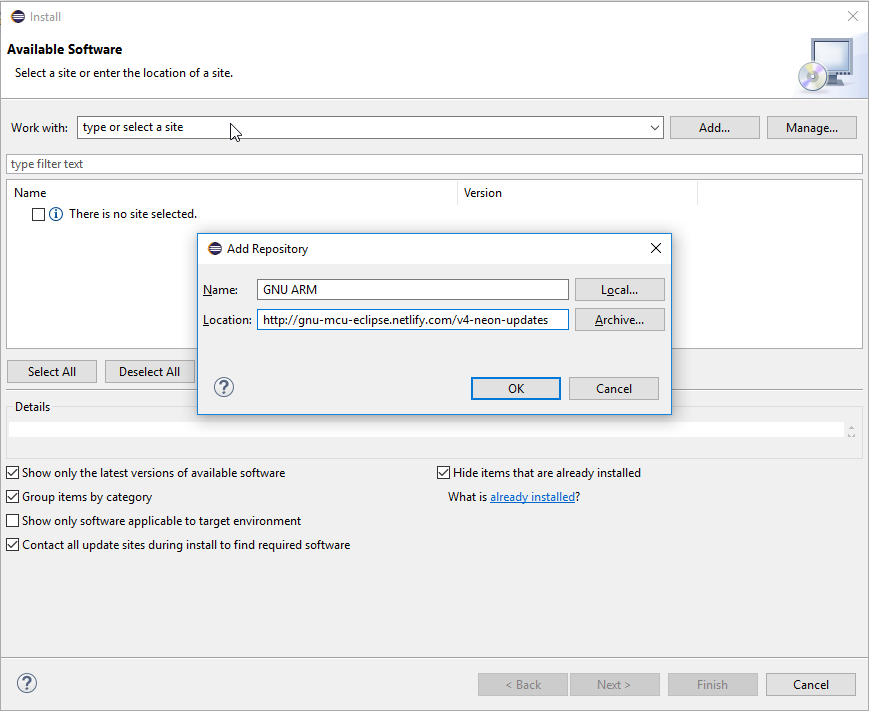 Install
Available Software
Select a site or enter the location of a site.
Work with: type or select a site Add... Manage...
type filter text
Name Version
There is no site selected.
Add Repository
Name: GNU ARM Local...
Location: http://gnu-mcu-eclipse.netlify.com/v4-neon-updates Archive...
OK Cancel
Select All Deselect All
Details
Show only the latest versions of available software Hide items that are already installed
Group items by category What is already installed?
Show only software applicable to target environment
Contact all update sites during install to find required software
< Back Next > Finish Cancel